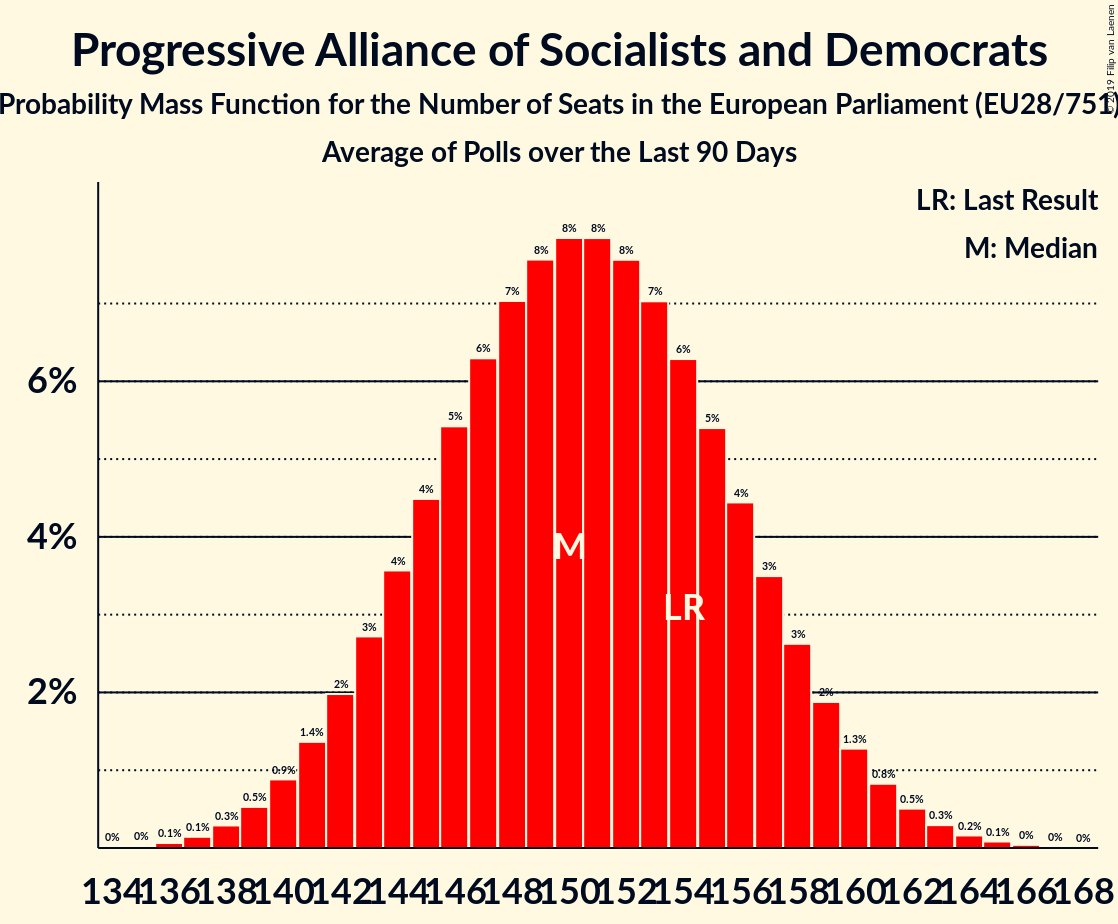 Progressive Alliance of Socialists and Democrats
Probability Mass Function for the Number of Seats in the European Parliament (EU28/751)
Average of Polls over the Last 90 Days
© 2019 Filip van Laenen
LR: Last Result
M: Median
8% 8%
8% 8%
7% 7%
6% 6%
6%
5% 5%
4% 4%
4%
4% 3%
M
LR
3% 3%
2%
2% 2%
1.4% 1.3%
0.9% 0.8%
0.5% 0.5%
0% 0% 0.1% 0.1% 0.3% 0.3% 0.2% 0.1% 0% 0% 0%
134 136 138 140 142 144 146 148 150 152 154 156 158 160 162 164 166 168